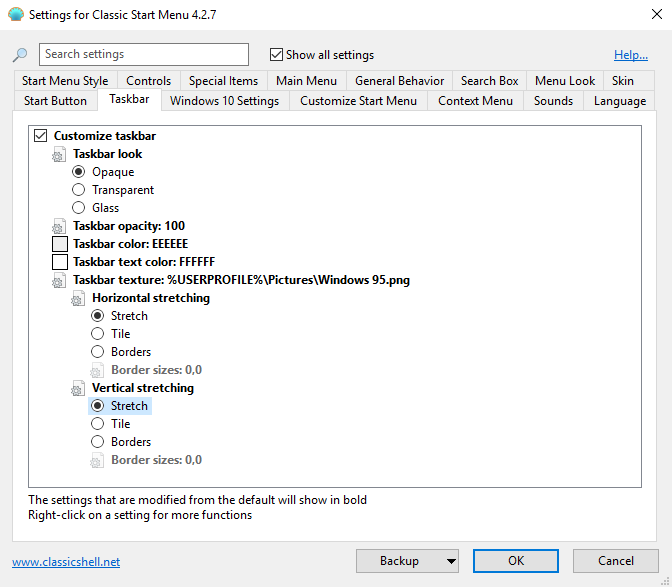 Settings for Classic Start Menu 4.2.7
Search settings
Show all settings
Help...
Start Menu Style Controls Special Items Main Menu General Behavior Search Box Menu Look Skin
Start Button Taskbar Windows 10 Settings Customize Start Menu Context Menu Sounds Language
Customize taskbar
Taskbar look
Opaque
Transparent
Glass
Taskbar opacity: 100
Taskbar color: EEEEEE
Taskbar text color: FFFFFF
Taskbar texture: %USERPROFILE%\Pictures\Windows 95.png
Horizontal stretching
Stretch
Tile
Borders
Border sizes: 0,0
Vertical stretching
Stretch
Tile
Borders
Border sizes: 0,0
The settings that are modified from the default will show in bold
Right-click on a setting for more functions
www.classicshell.net
Backup OK Cancel